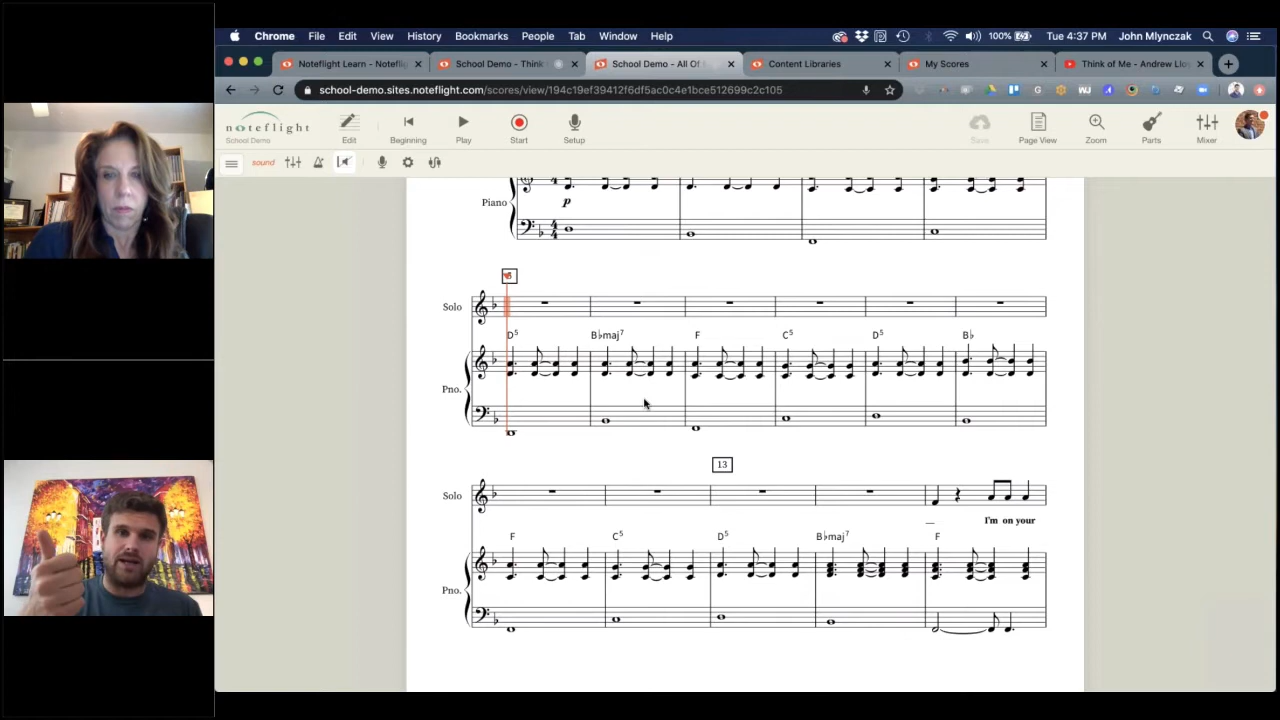 Chrome File Edit View History Bookmarks People Tab Window Help 100% Tue 4:37 PM John Mlynczak
Noteflight Learn - Noteflig School Demo - Think School Demo - All Of Content Libraries My Scores Think of Me - Andrew Llo
school-demo.sites.noteflight.com/scores/view/194c19ef39412f6df5ac0c4e1bce512699c2c105
noteflight
School Demo
Edit Beginning Play Start Setup Save Page View Zoom Parts Mixer
sound
Piano
p
Solo
D5 B♭maj7 F C5 D5 B♭
Pno.
13
Solo
I'm on your
F C5 D5 B♭maj7 F
Pno.